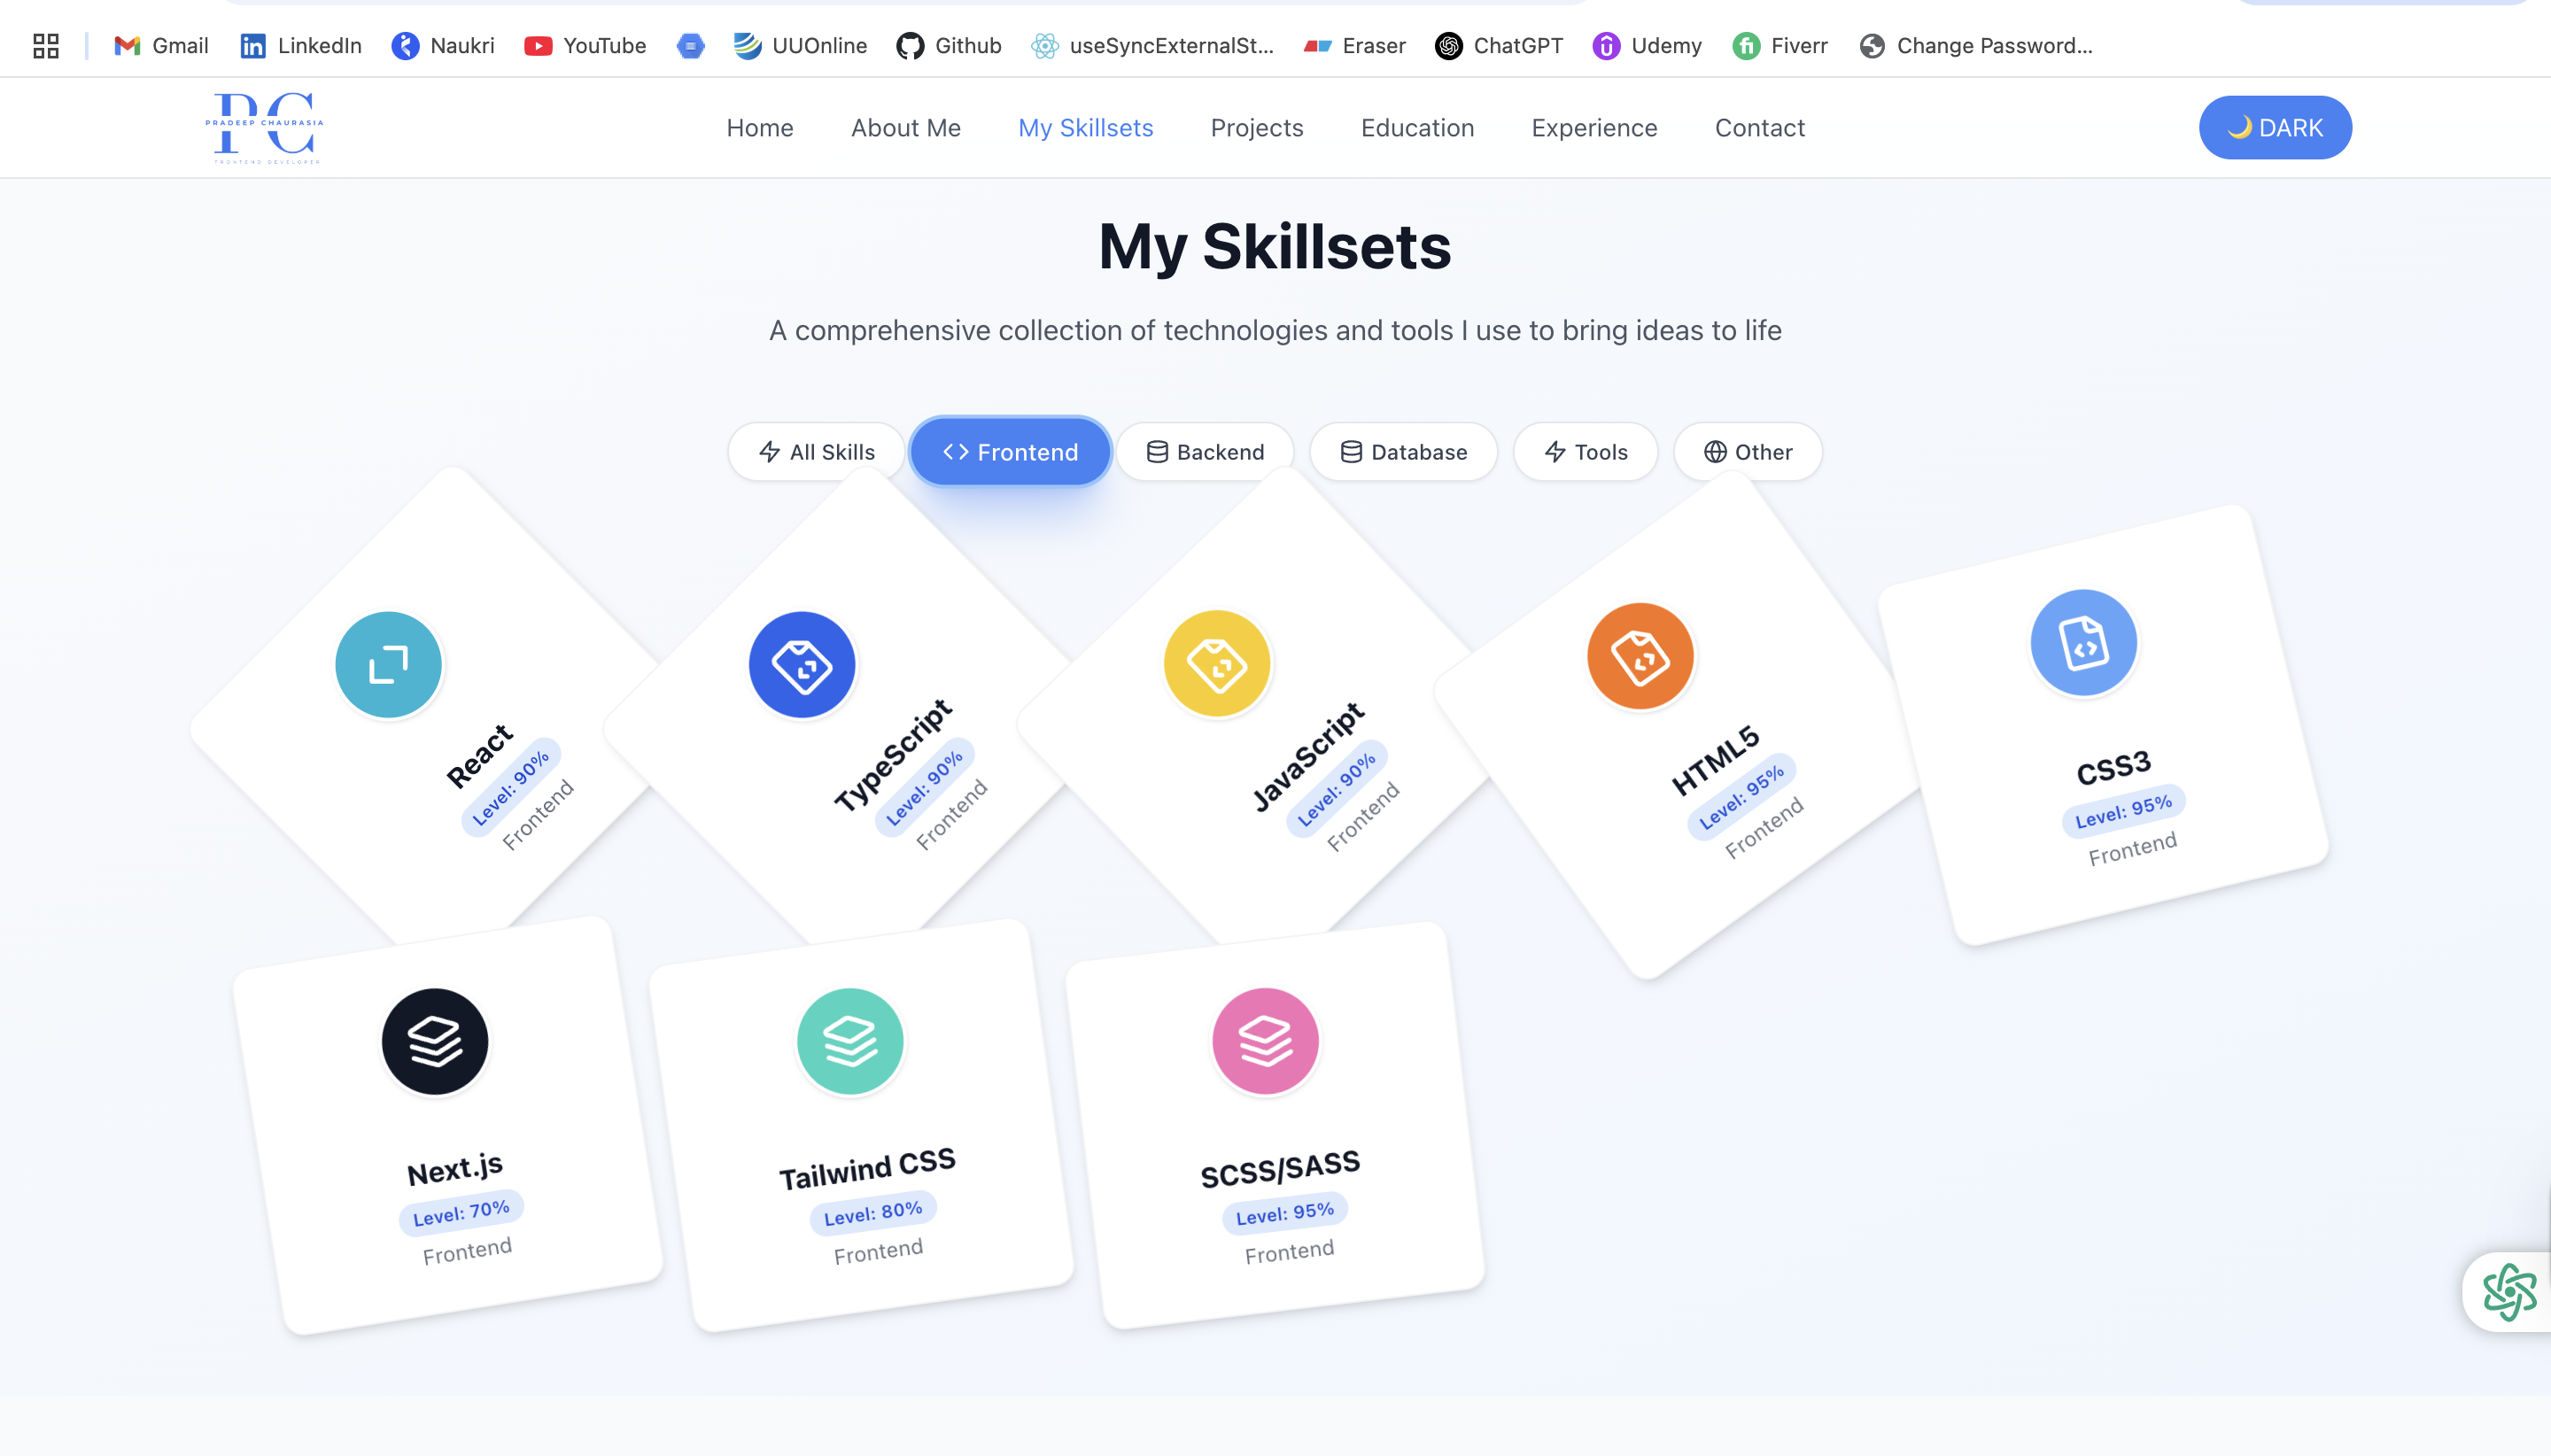 Gmail
LinkedIn
Naukri
YouTube
UUOnline
Github
useSyncExternalSt...
Eraser
ChatGPT
Udemy
Fiverr
Change Password...
PC
PRADEEP CHAURASIA
FRONTEND DEVELOPER
Home
About Me
My Skillsets
Projects
Education
Experience
Contact
DARK
My Skillsets
A comprehensive collection of technologies and tools I use to bring ideas to life
All Skills
Frontend
Backend
Database
Tools
Other
React
Level: 90%
Frontend
TypeScript
Level: 90%
Frontend
JavaScript
Level: 90%
Frontend
HTML5
Level: 95%
Frontend
CSS3
Level: 95%
Frontend
Next.js
Level: 70%
Frontend
Tailwind CSS
Level: 80%
Frontend
SCSS/SASS
Level: 95%
Frontend